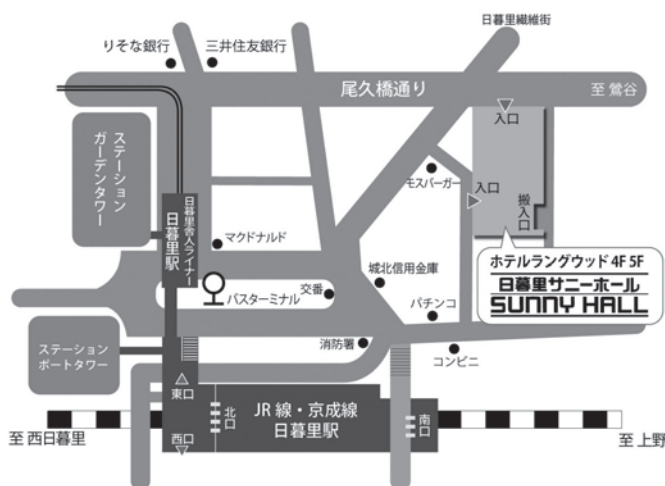 日暮里繊維街
りそな銀行
三井住友銀行
尾久橋通り
至 鶯谷
入口
ステーション
ガーデンタワー
モスバーガー
入口
搬入口
日暮里舎人ライナー
日暮里駅
マクドナルド
ホテルラングウッド 4F 5F
日暮里サニーホール
SUNNY HALL
城北信用金庫
交番
バスターミナル
パチンコ
ステーション
ポートタワー
消防署
コンビニ
東口
北口
JR 線・京成線
日暮里駅
南口
西口
至 西日暮里
至 上野